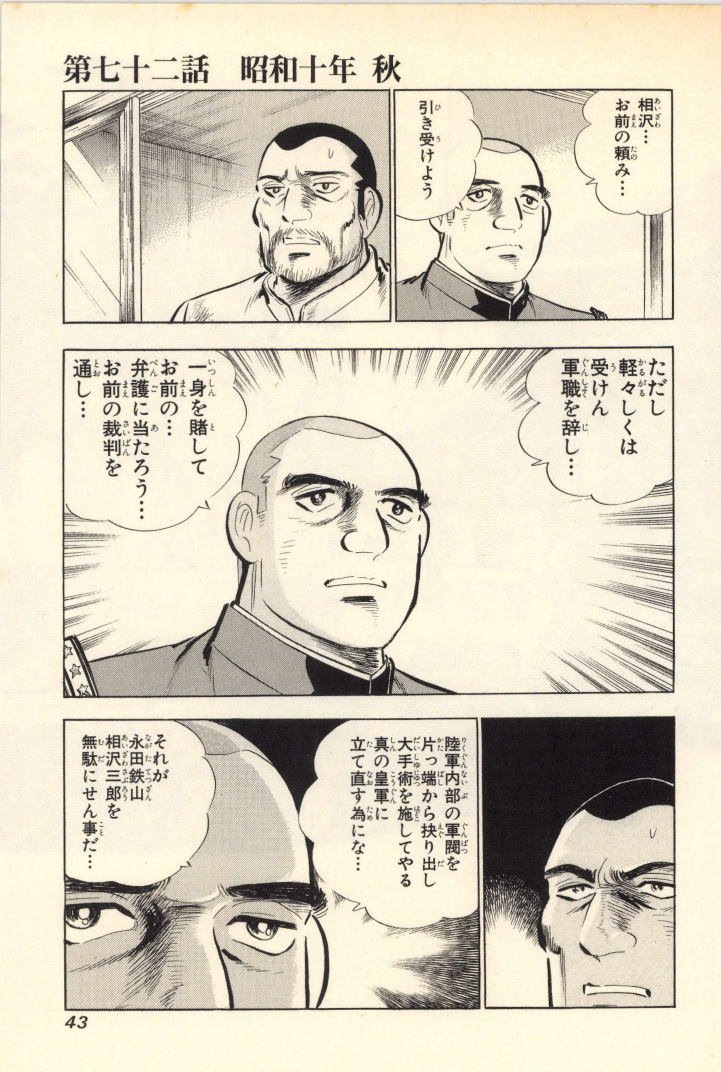 第七十二話　昭和十年 秋
相沢…
お前の頼み…
引き受けよう
ただし
軽々しくは
受けん
軍職を辞し…
一身を賭して
お前の…
弁護に当たろう…
お前の裁判を
通し…
陸軍内部の軍閥を
片っ端から抉り出し
大手術を施してやる
真の皇軍に
立て直す為にな…
それが
永田鉄山
相沢三郎を
無駄にせん事だ…
43